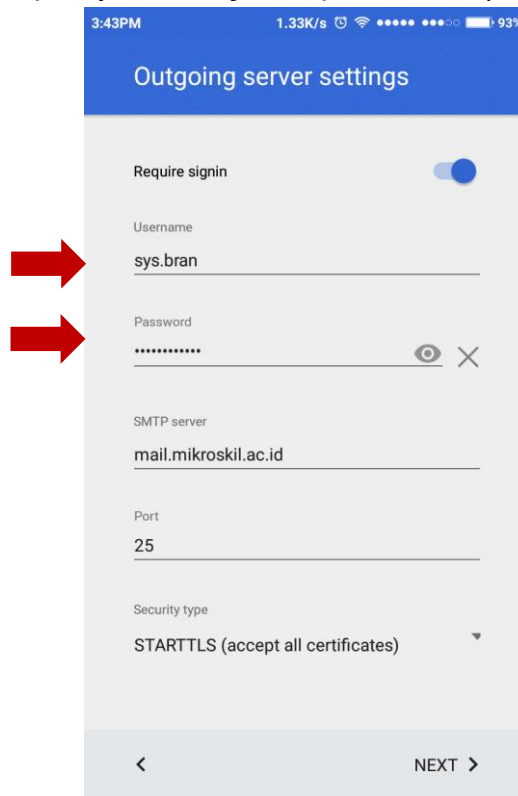 3:43PM 1.33K/s 93%
Outgoing server settings
Require signin
Username
sys.bran
Password
••••••••••••
SMTP server
mail.mikroskil.ac.id
Port
25
Security type
STARTTLS (accept all certificates)
NEXT